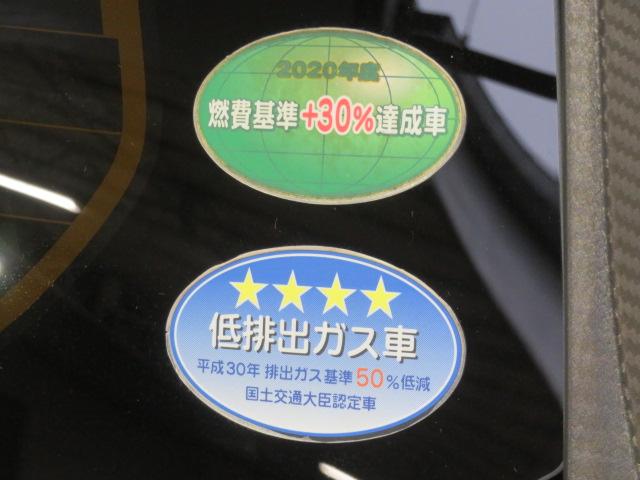 2020年度
燃費基準+30%達成車
低排出ガス車
平成30年 排出ガス基準50%低減
国土交通大臣認定車